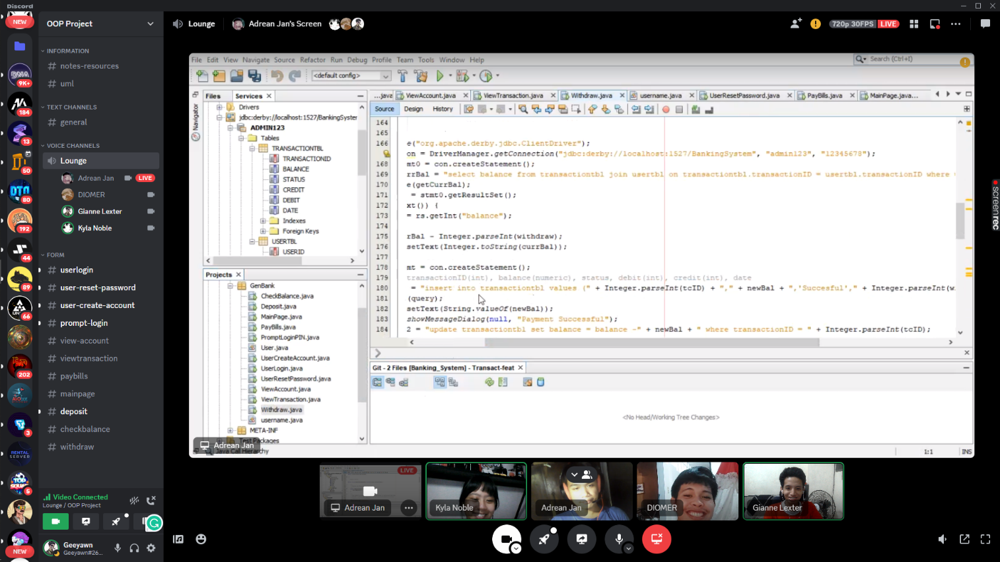 Discord
NEW
OOP Project
INFORMATION
notes-resources
uml
TEXT CHANNELS
general
VOICE CHANNELS
Lounge
Adrean Jan
LIVE
DIOMER
Gianne Lexter
Kyla Noble
FORM
userlogin
user-reset-password
user-create-account
prompt-login
view-account
viewtransaction
paybills
mainpage
deposit
checkbalance
withdraw
DNA
9K+
184
13
60
DTA
80
192
44
89
66
202
3
RENTAL
SERVER
TOP
5
NEW
Video Connected
Lounge / OOP Project
Geeyawn
Geeyawn#26...
Lounge
Adrean Jan's Screen
720p 30FPS LIVE
File Edit View Navigate Source Refactor Run Debug Profile Team Tools Window Help
Search (Ctrl+I)
<default config>
Files
Services
Navigator
Drivers
jdbc:derby://localhost:1527/BankingSyster
ADMIN123
Tables
TRANSACTIONTBL
TRANSACTIONID
BALANCE
STATUS
CREDIT
DEBIT
DATE
Indexes
Foreign Keys
USERTBL
USERID
Projects
GenBank
CheckBalance.java
Deposit.java
MainPage.java
PayBills.java
PromptLoginPIN.java
User.java
UserCreateAccount.java
UserLogin.java
UserResetPassword.java
ViewAccount.java
ViewTransaction.java
Withdraw.java
username.java
META-INF
Test Packages
Java Call Hierarchy
Adrean Jan
...java ViewAccount.java ViewTransaction.java Withdraw.java username.java UserResetPassword.java PayBills.java MainPage.java...
Source Design History
164
165
166 e("org.apache.derby.jdbc.ClientDriver");
on = DriverManager.getConnection("jdbc:derby://localhost:1527/BankingSystem", "admin123", "12345678");
168 mt0 = con.createStatement();
169 rrBal = "select balance from transactiontbl join usertbl on transactiontbl.transactionID = usertbl.transactionID where
170 e(getCurrBal);
171 = stmt0.getResultSet();
172 xt()) {
173 = rs.getInt("balance");
174
175 rBal - Integer.parseInt(withdraw);
176 setText(Integer.toString(currBal));
177
178 mt = con.createStatement();
179 transactionID(int), balance(numeric), status, debit(int), credit(int), date
180 = "insert into transactiontbl values (" + Integer.parseInt(tcID) + "," + newBal + ",'Succesful'," + Integer.parseInt(wi
181 (query);
182 setText(String.valueOf(newBal));
183 showMessageDialog(null, "Payment Successful");
184 2 = "update transactiontbl set balance = balance -" + newBal + " where transactionID = " + Integer.parseInt(tcID);
Git - 2 Files [Banking_System] - Transact-feat
<No Head/Working Tree Changes>
1:1 INS
LIVE
Adrean Jan
Kyla Noble
Adrean Jan
DIOMER
Gianne Lexter
screenrec